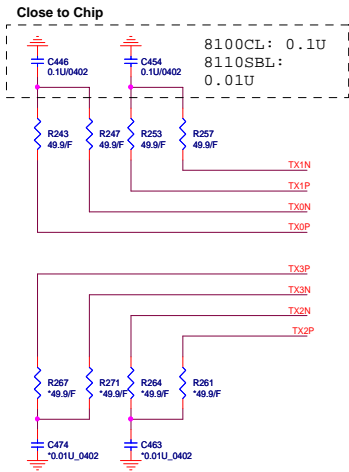 Close to Chip
C446
0.1U/0402
C454
0.1U/0402
8100CL: 0.1U
8110SBL:
0.01U
R243
49.9/F
R247
49.9/F
R253
49.9/F
R257
49.9/F
TX1N
TX1P
TX0N
TX0P
TX3P
TX3N
TX2N
TX2P
R267
*49.9/F
R271
*49.9/F
R264
*49.9/F
R261
*49.9/F
C474
*0.01U_0402
C463
*0.01U_0402